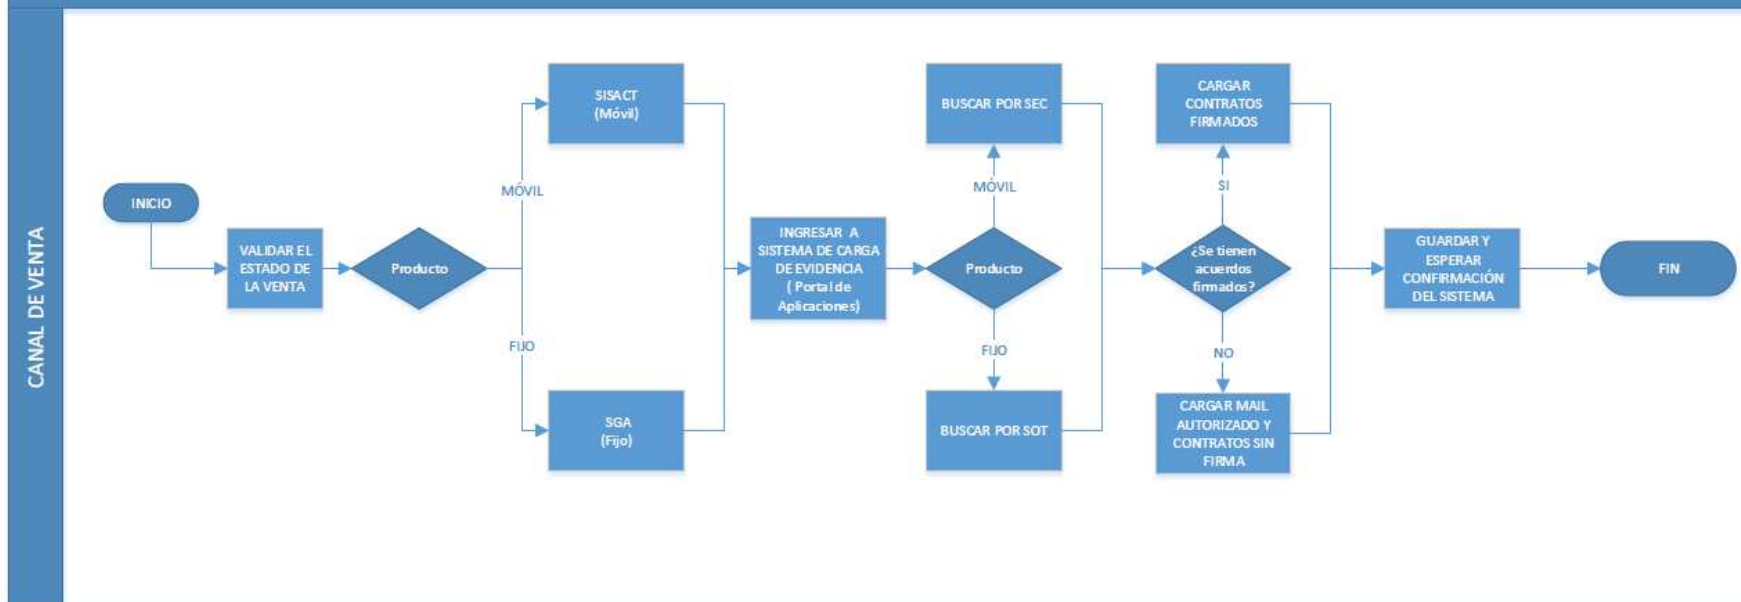 CANAL DE VENTA
INICIO
VALIDAR EL
ESTADO DE
LA VENTA
Producto
MÓVIL
FIJO
SISACT
(Móvil)
SGA
(Fijo)
INGRESAR A
SISTEMA DE CARGA
DE EVIDENCIA
( Portal de
Aplicaciones)
Producto
MÓVIL
FIJO
BUSCAR POR SEC
BUSCAR POR SOT
¿Se tienen
acuerdos
firmados?
SI
NO
CARGAR
CONTRATOS
FIRMADOS
CARGAR MAIL
AUTORIZADO Y
CONTRATOS SIN
FIRMA
GUARDAR Y
ESPERAR
CONFIRMACIÓN
DEL SISTEMA
FIN